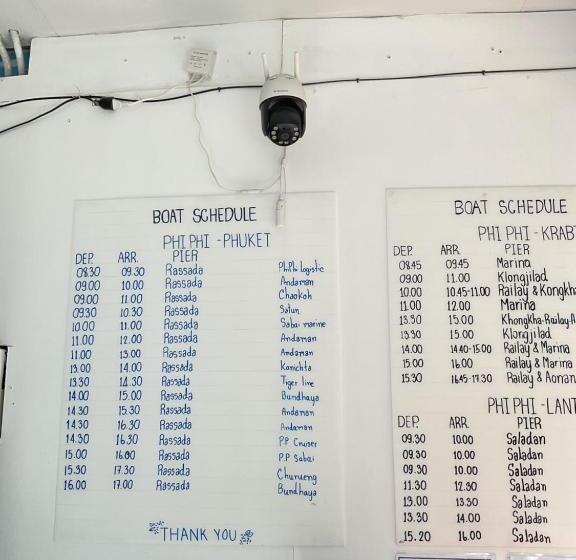 BOAT SCHEDULE
PHI PHI - PHUKET
DEP. ARR. PIER
08.30 09.30 Rassada Phi.Phi logistic
09.00 10.00 Rassada Andaman
09.00 11.00 Rassada Chaokoh
09.30 10.30 Rassada Satun
10.00 11.00 Rassada Sabai marine
11.00 12.00 Rassada Andaman
11.00 13.00 Rassada Andaman
13.00 14.00 Rassada Kanichta
13.30 14.30 Rassada Tiger line
14.00 15.00 Rassada Bundhaya
14.30 15.30 Rassada Andaman
14.30 16.30 Rassada Andaman
14.30 16.30 Rassada P.P Cruiser
15.00 16.00 Rassada P.P Sabai
15.30 17.30 Rassada Churueng
16.00 17.00 Rassada Bundhaya
THANK YOU
BOAT SCHEDULE
PHI PHI - KRAB
DEP. ARR. PIER
08.45 09.45 Marina
09.00 11.00 Klongjilad
10.00 10.45-11.00 Railay & Kongkha
11.00 12.00 Marina
13.30 15.00 Khongkha-Railay-A
13.30 15.00 Klongjilad
14.00 14.40-15.00 Railay & Marina
15.00 16.00 Railay & Marina
15.30 16.45-17.30 Railay & Aonan
PHI PHI - LANT
DEP. ARR. PIER
09.30 10.00 Saladan
09.30 10.00 Saladan
09.30 10.00 Saladan
11.30 12.30 Saladan
13.00 13.30 Saladan
13.30 14.00 Saladan
15.20 16.00 Saladan